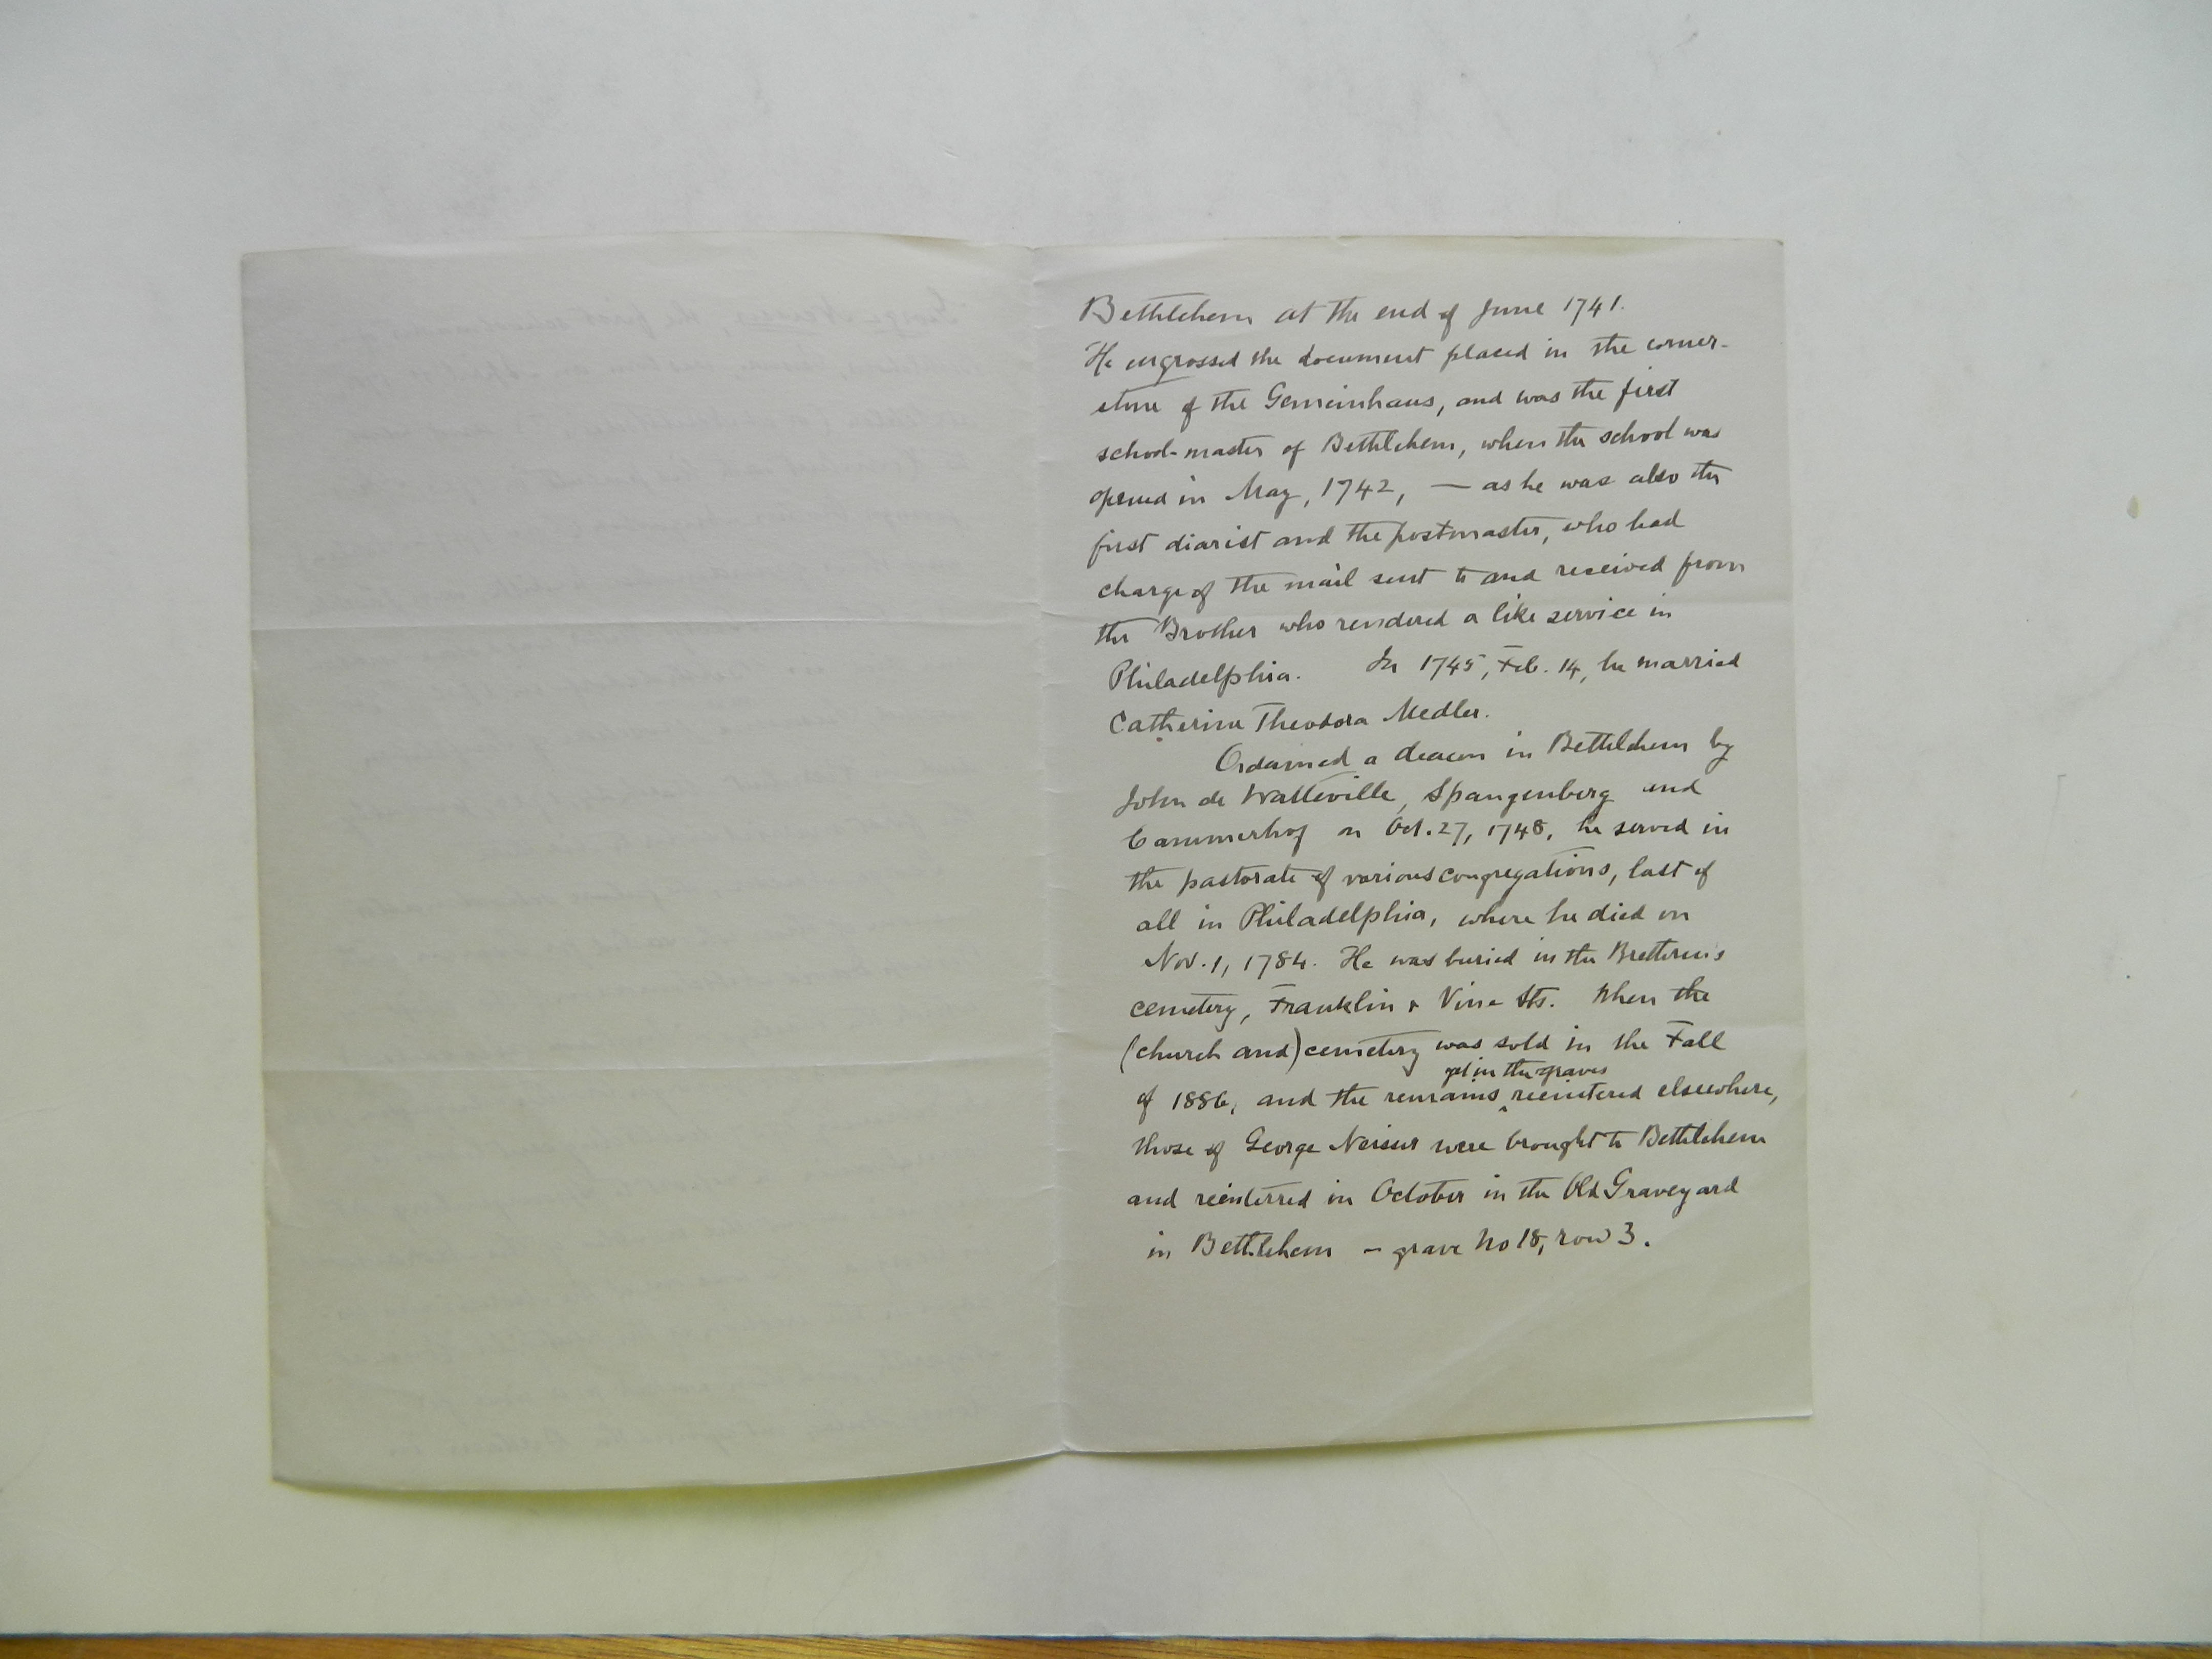 Bethlehem at the end of June 1741.
He engrossed the document placed in the corner-
stone of the Gemeinhaus, and was the first
school-master of Bethlehem, when the school was
opened in May, 1742, — as he was also the
first diarist and the postmaster, who had
charge of the mail sent to and received from
the Brother who rendered a like service in
Philadelphia. In 1745, Feb. 14, he married
Catherine Theodora Medler.
Ordained a deacon in Bethlehem by
John de Watteville, Spangenberg and
Cammerhof on Oct. 27, 1748, he served in
the pastorate of various congregations, last of
all in Philadelphia, where he died on
Nov. 1, 1784. He was buried in the Brethren's
cemetery, Franklin & Vine Sts. When the
(church and) cemetery was sold in the Fall
in the graves
of 1886, and the remains reinterred elsewhere,
those of George Neisser were brought to Bethlehem
and reinterred in October in the Old Graveyard
in Bethlehem – grave No 18, row 3.